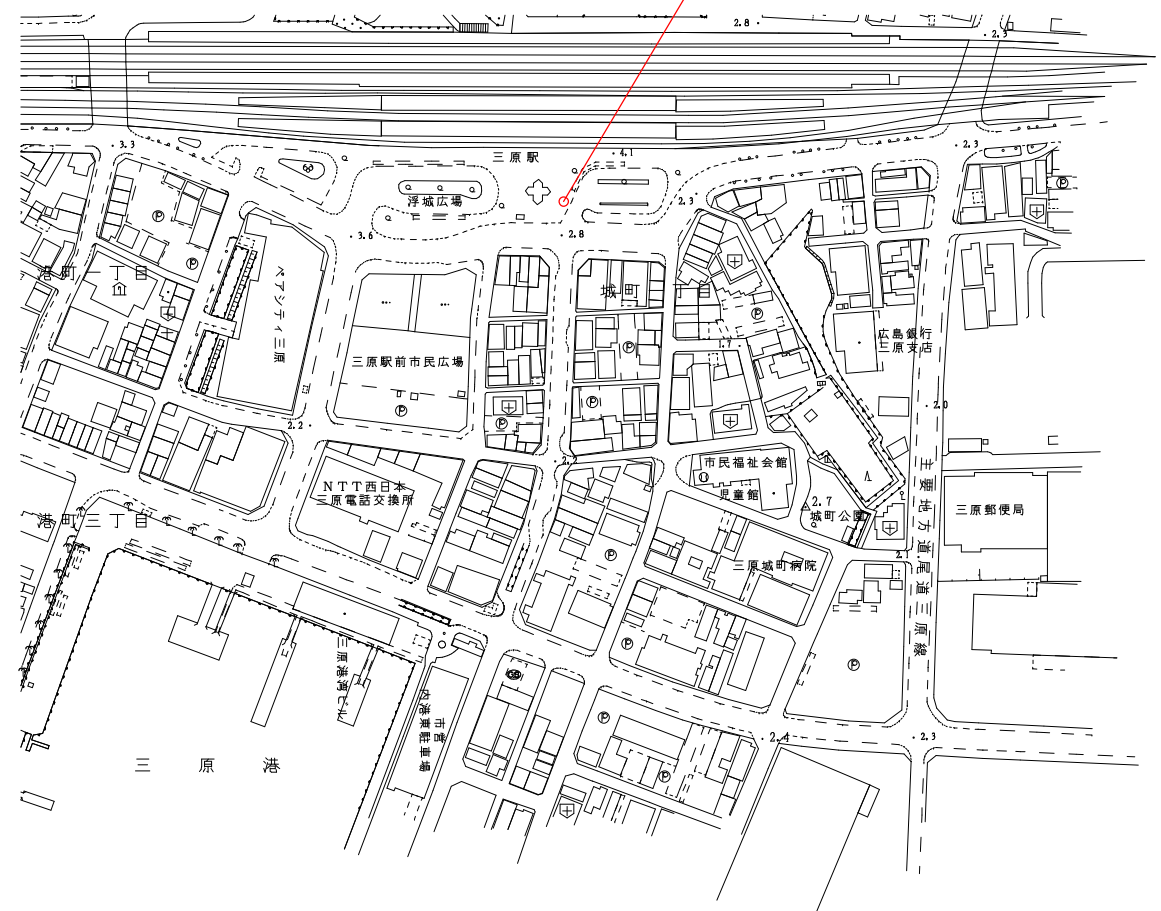 2.8
2.3
三原駅
4.1
3.3
2.3
浮城広場
2.3
3.6
2.8
港町一丁目
ペアシティ三原
三原駅前市民広場
広島銀行
三原支店
2.0
2.2
市民福祉会館
児童館
NTT西日本
三原電話交換所
2.7
城町公園
主要地方道尾道三原線
三原郵便局
港町三丁目
2.1
三原城町病院
三原港湾ビル
市営
内港東駐車場
2.4
2.3
三原港